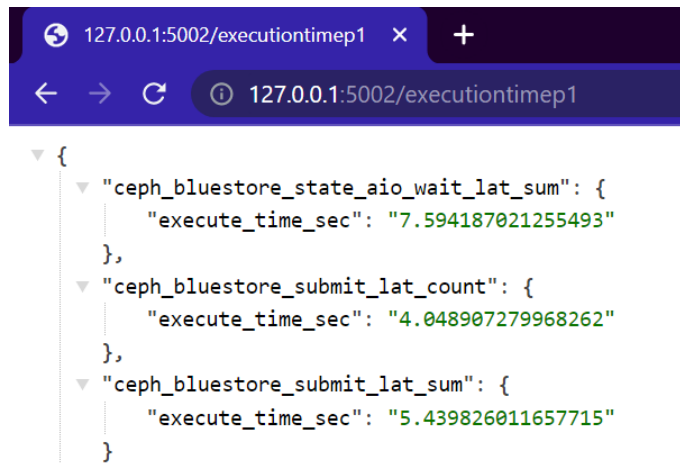 127.0.0.1:5002/executiontimep1
127.0.0.1:5002/executiontimep1
{
"ceph_bluestore_state_aio_wait_lat_sum": {
"execute_time_sec": "7.594187021255493"
},
"ceph_bluestore_submit_lat_count": {
"execute_time_sec": "4.048907279968262"
},
"ceph_bluestore_submit_lat_sum": {
"execute_time_sec": "5.439826011657715"
}